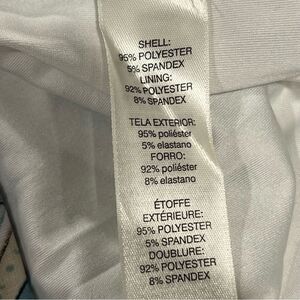 SHELL:
95% POLYESTER
5% SPANDEX
LINING:
92% POLYESTER
8% SPANDEX
TELA EXTERIOR:
95% poliéster
5% elastano
FORRO:
92% poliéster
8% elastano
ÉTOFFE
EXTÉRIEURE:
95% POLYESTER
5% SPANDEX
DOUBLURE:
92% POLYESTER
8% SPANDEX